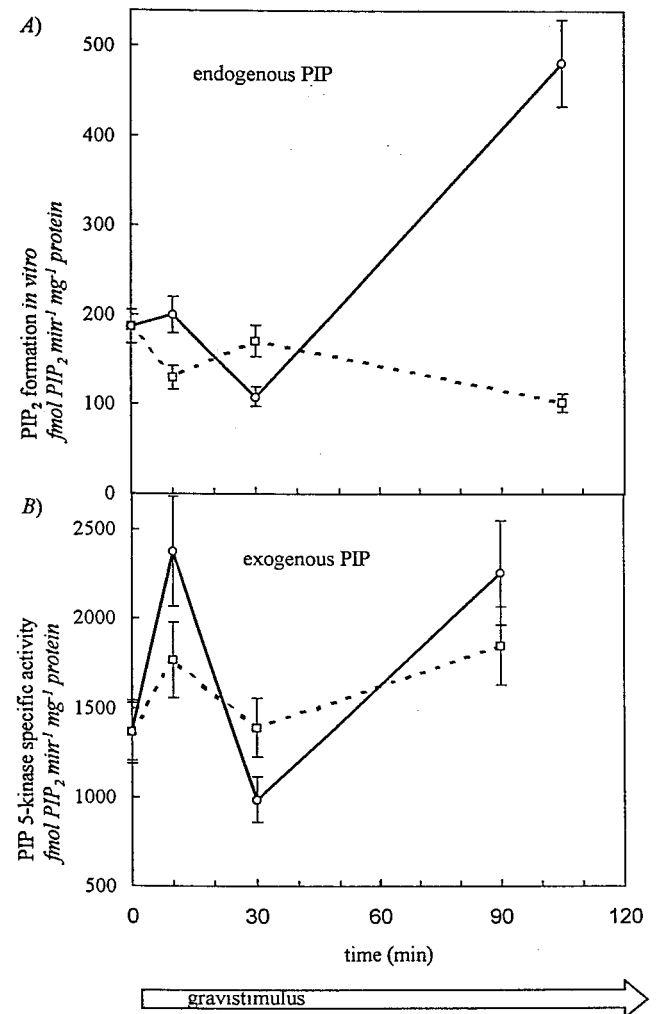 A)
500
400
300
200
100
0
endogenous PIP
PIP2 formation in vitro
fmol PIP2 min-1 mg-1 protein
B)
2500
2000
1500
1000
500
exogenous PIP
PIP 5-kinase specific activity
fmol PIP2 min-1 mg-1 protein
0 30 60 90 120
time (min)
gravistimulus